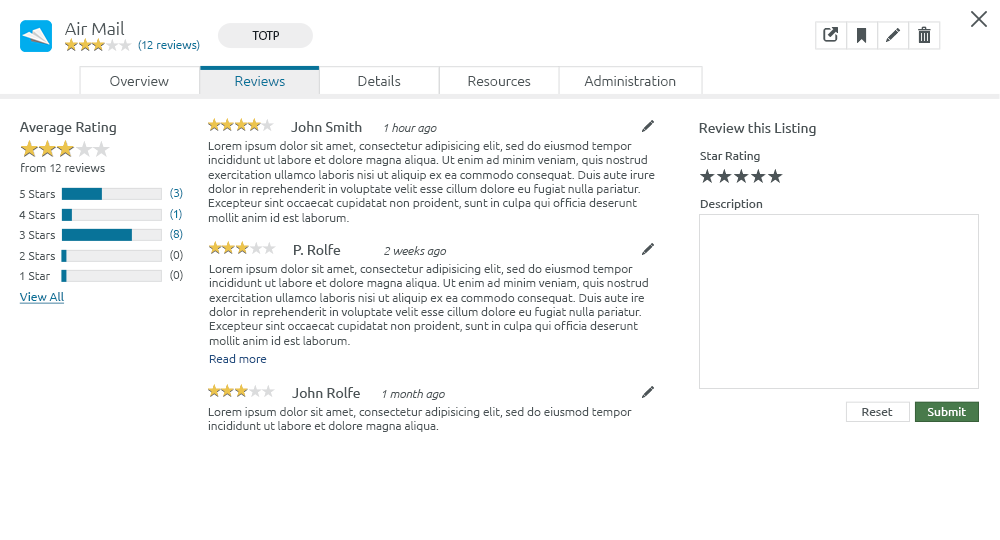 Air Mail
(12 reviews)
TOTP
Overview
Reviews
Details
Resources
Administration
Average Rating
from 12 reviews
5 Stars (3)
4 Stars (1)
3 Stars (8)
2 Stars (0)
1 Star (0)
View All
John Smith 1 hour ago
Lorem ipsum dolor sit amet, consectetur adipisicing elit, sed do eiusmod tempor
incididunt ut labore et dolore magna aliqua. Ut enim ad minim veniam, quis nostrud
exercitation ullamco laboris nisi ut aliquip ex ea commodo consequat. Duis aute irure
dolor in reprehenderit in voluptate velit esse cillum dolore eu fugiat nulla pariatur.
Excepteur sint occaecat cupidatat non proident, sunt in culpa qui officia deserunt
mollit anim id est laborum.
P. Rolfe 2 weeks ago
Lorem ipsum dolor sit amet, consectetur adipisicing elit, sed do eiusmod tempor
incididunt ut labore et dolore magna aliqua. Ut enim ad minim veniam, quis nostrud
exercitation ullamco laboris nisi ut aliquip ex ea commodo consequat. Duis aute ire
dolor in reprehenderit in voluptate velit esse cillum dolore eu fugiat nulla pariatur.
Excepteur sint occaecat cupidatat non proident, sunt in culpa qui officia deserunt
mollit anim id est laborum.
Read more
John Rolfe 1 month ago
Lorem ipsum dolor sit amet, consectetur adipisicing elit, sed do eiusmod tempor
incididunt ut labore et dolore magna aliqua.
Review this Listing
Star Rating
Description
Reset
Submit